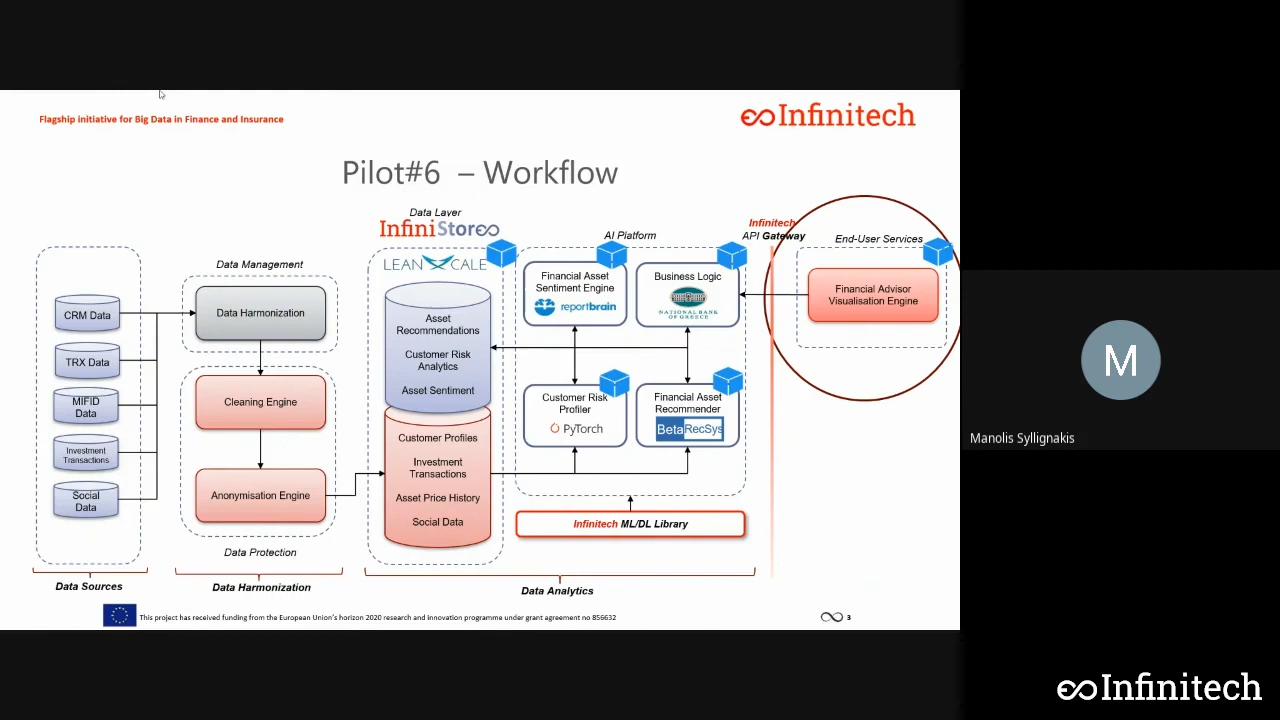 Flagship initiative for Big Data in Finance and Insurance
Infinitech
Pilot#6 – Workflow
Data Layer
InfiniStore
LEANXCALE
Data Management
AI Platform
Infinitech
API Gateway
End-User Services
CRM Data
TRX Data
MIFID
Data
Investment
Transactions
Social
Data
Data Harmonization
Cleaning Engine
Anonymisation Engine
Data Protection
Asset
Recommendations
Customer Risk
Analytics
Asset Sentiment
Customer Profiles
Investment
Transactions
Asset Price History
Social Data
Financial Asset
Sentiment Engine
reportbrain
Business Logic
NATIONAL BANK
OF GREECE
Customer Risk
Profiler
PyTorch
Financial Asset
Recommender
BetaRecSys
Infinitech ML/DL Library
Financial Advisor
Visualisation Engine
Data Sources
Data Harmonization
Data Analytics
This project has received funding from the European Union's horizon 2020 research and innovation programme under grant agreement no 856632
3
M
Manolis Syllignakis
Infinitech